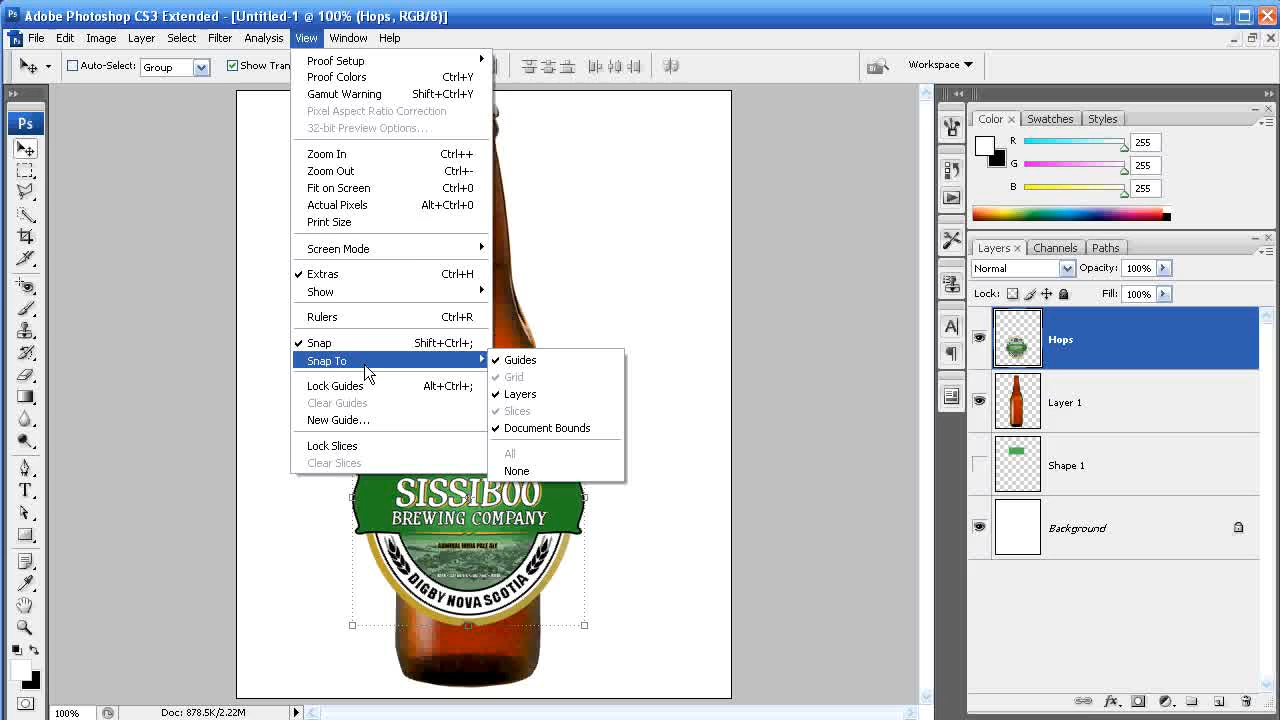 Adobe Photoshop CS3 Extended - [Untitled-1 @ 100% (Hops, RGB/8)]
File Edit Image Layer Select Filter Analysis View Window Help
Auto-Select: Group Show Tran
Workspace
Proof Setup
Proof Colors Ctrl+Y
Gamut Warning Shift+Ctrl+Y
Pixel Aspect Ratio Correction
32-bit Preview Options...
Zoom In Ctrl++
Zoom Out Ctrl+-
Fit on Screen Ctrl+0
Actual Pixels Alt+Ctrl+0
Print Size
Screen Mode
Extras Ctrl+H
Show
Rulers Ctrl+R
Snap Shift+Ctrl+;
Snap To
Lock Guides Alt+Ctrl+;
Clear Guides
New Guide...
Lock Slices
Clear Slices
Guides
Grid
Layers
Slices
Document Bounds
All
None
Ps
T
SISSIBOO
BREWING COMPANY
ADMIRAL INDIA PALE ALE
DIGBY NOVA SCOTIA
100%
Color Swatches Styles
R 255
G 255
B 255
Layers Channels Paths
Normal Opacity: 100%
Lock: Fill: 100%
Hops
Layer 1
Shape 1
Background